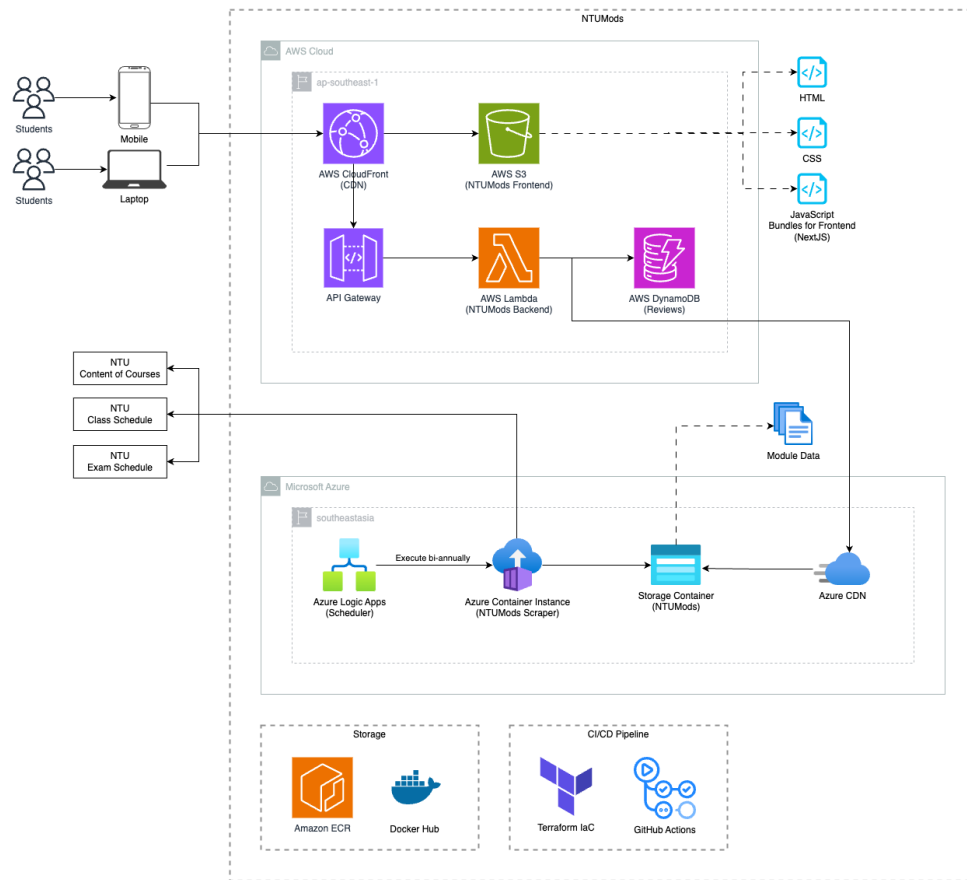 NTUMods
AWS Cloud
ap-southeast-1
Students
Mobile
Students
Laptop
AWS CloudFront
(CDN)
AWS S3
(NTUMods Frontend)
HTML
CSS
JavaScript
Bundles for Frontend
(NextJS)
API Gateway
AWS Lambda
(NTUMods Backend)
AWS DynamoDB
(Reviews)
NTU
Content of Courses
NTU
Class Schedule
NTU
Exam Schedule
Module Data
Microsoft Azure
southeastasia
Execute bi-annually
Azure Logic Apps
(Scheduler)
Azure Container Instance
(NTUMods Scraper)
Storage Container
(NTUMods)
Azure CDN
Storage
Amazon ECR
Docker Hub
CI/CD Pipeline
Terraform IaC
GitHub Actions